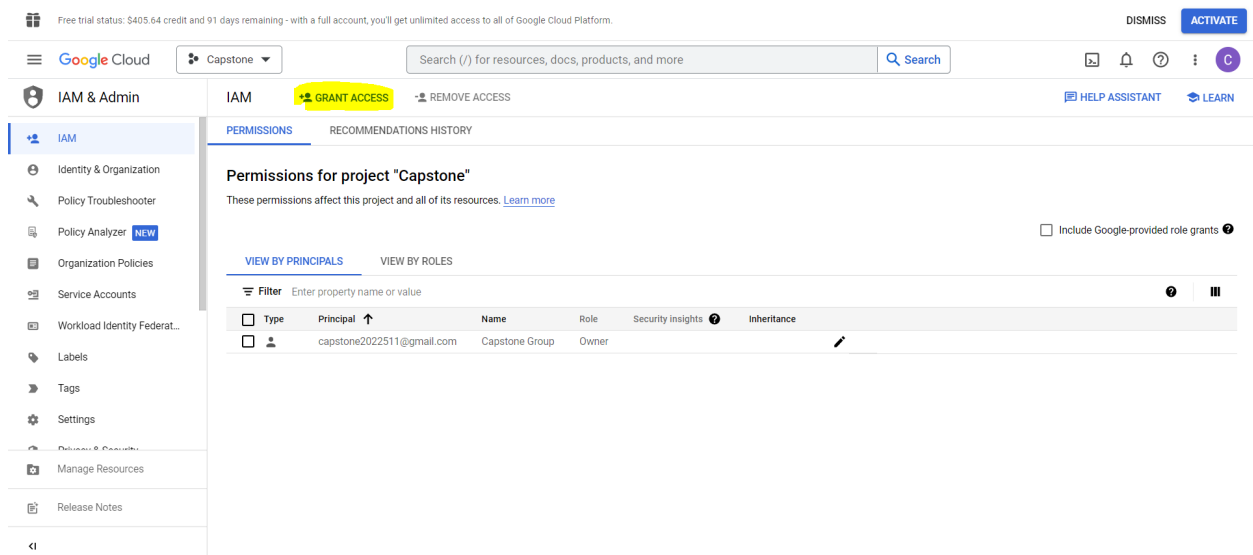 Free trial status: $405.64 credit and 91 days remaining - with a full account, you'll get unlimited access to all of Google Cloud Platform.
DISMISS
ACTIVATE
Google Cloud
Capstone
Search (/) for resources, docs, products, and more
Search
C
IAM & Admin
IAM
Identity & Organization
Policy Troubleshooter
Policy Analyzer NEW
Organization Policies
Service Accounts
Workload Identity Federat...
Labels
Tags
Settings
Privacy & Security
Manage Resources
Release Notes
IAM
GRANT ACCESS
REMOVE ACCESS
HELP ASSISTANT
LEARN
PERMISSIONS
RECOMMENDATIONS HISTORY
Permissions for project "Capstone"
These permissions affect this project and all of its resources. Learn more
Include Google-provided role grants
VIEW BY PRINCIPALS
VIEW BY ROLES
Filter Enter property name or value
Type Principal Name Role Security insights Inheritance
capstone2022511@gmail.com Capstone Group Owner